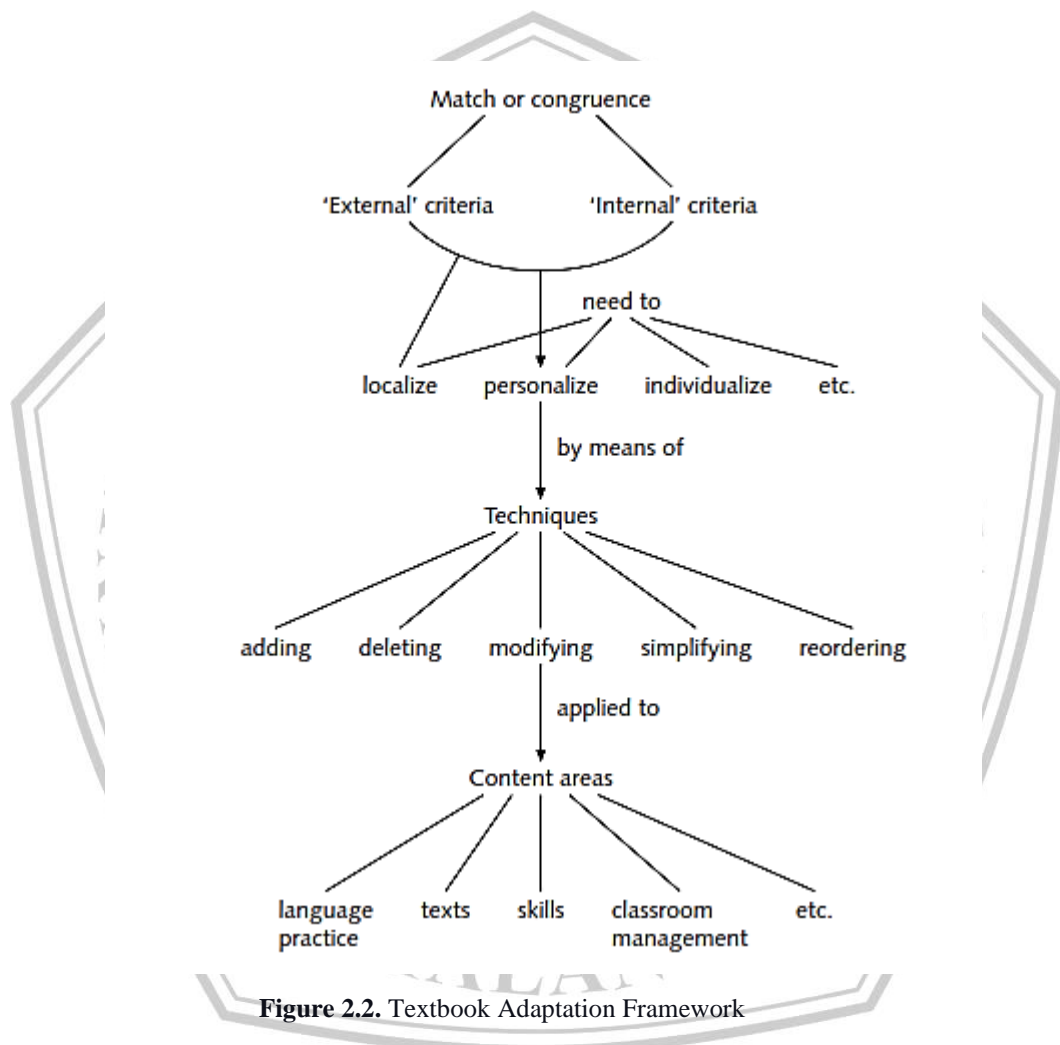 Match or congruence
'External' criteria 'Internal' criteria
need to
localize personalize individualize etc.
by means of
Techniques
adding deleting modifying simplifying reordering
applied to
Content areas
language texts skills classroom etc.
practice management
Figure 2.2. Textbook Adaptation Framework